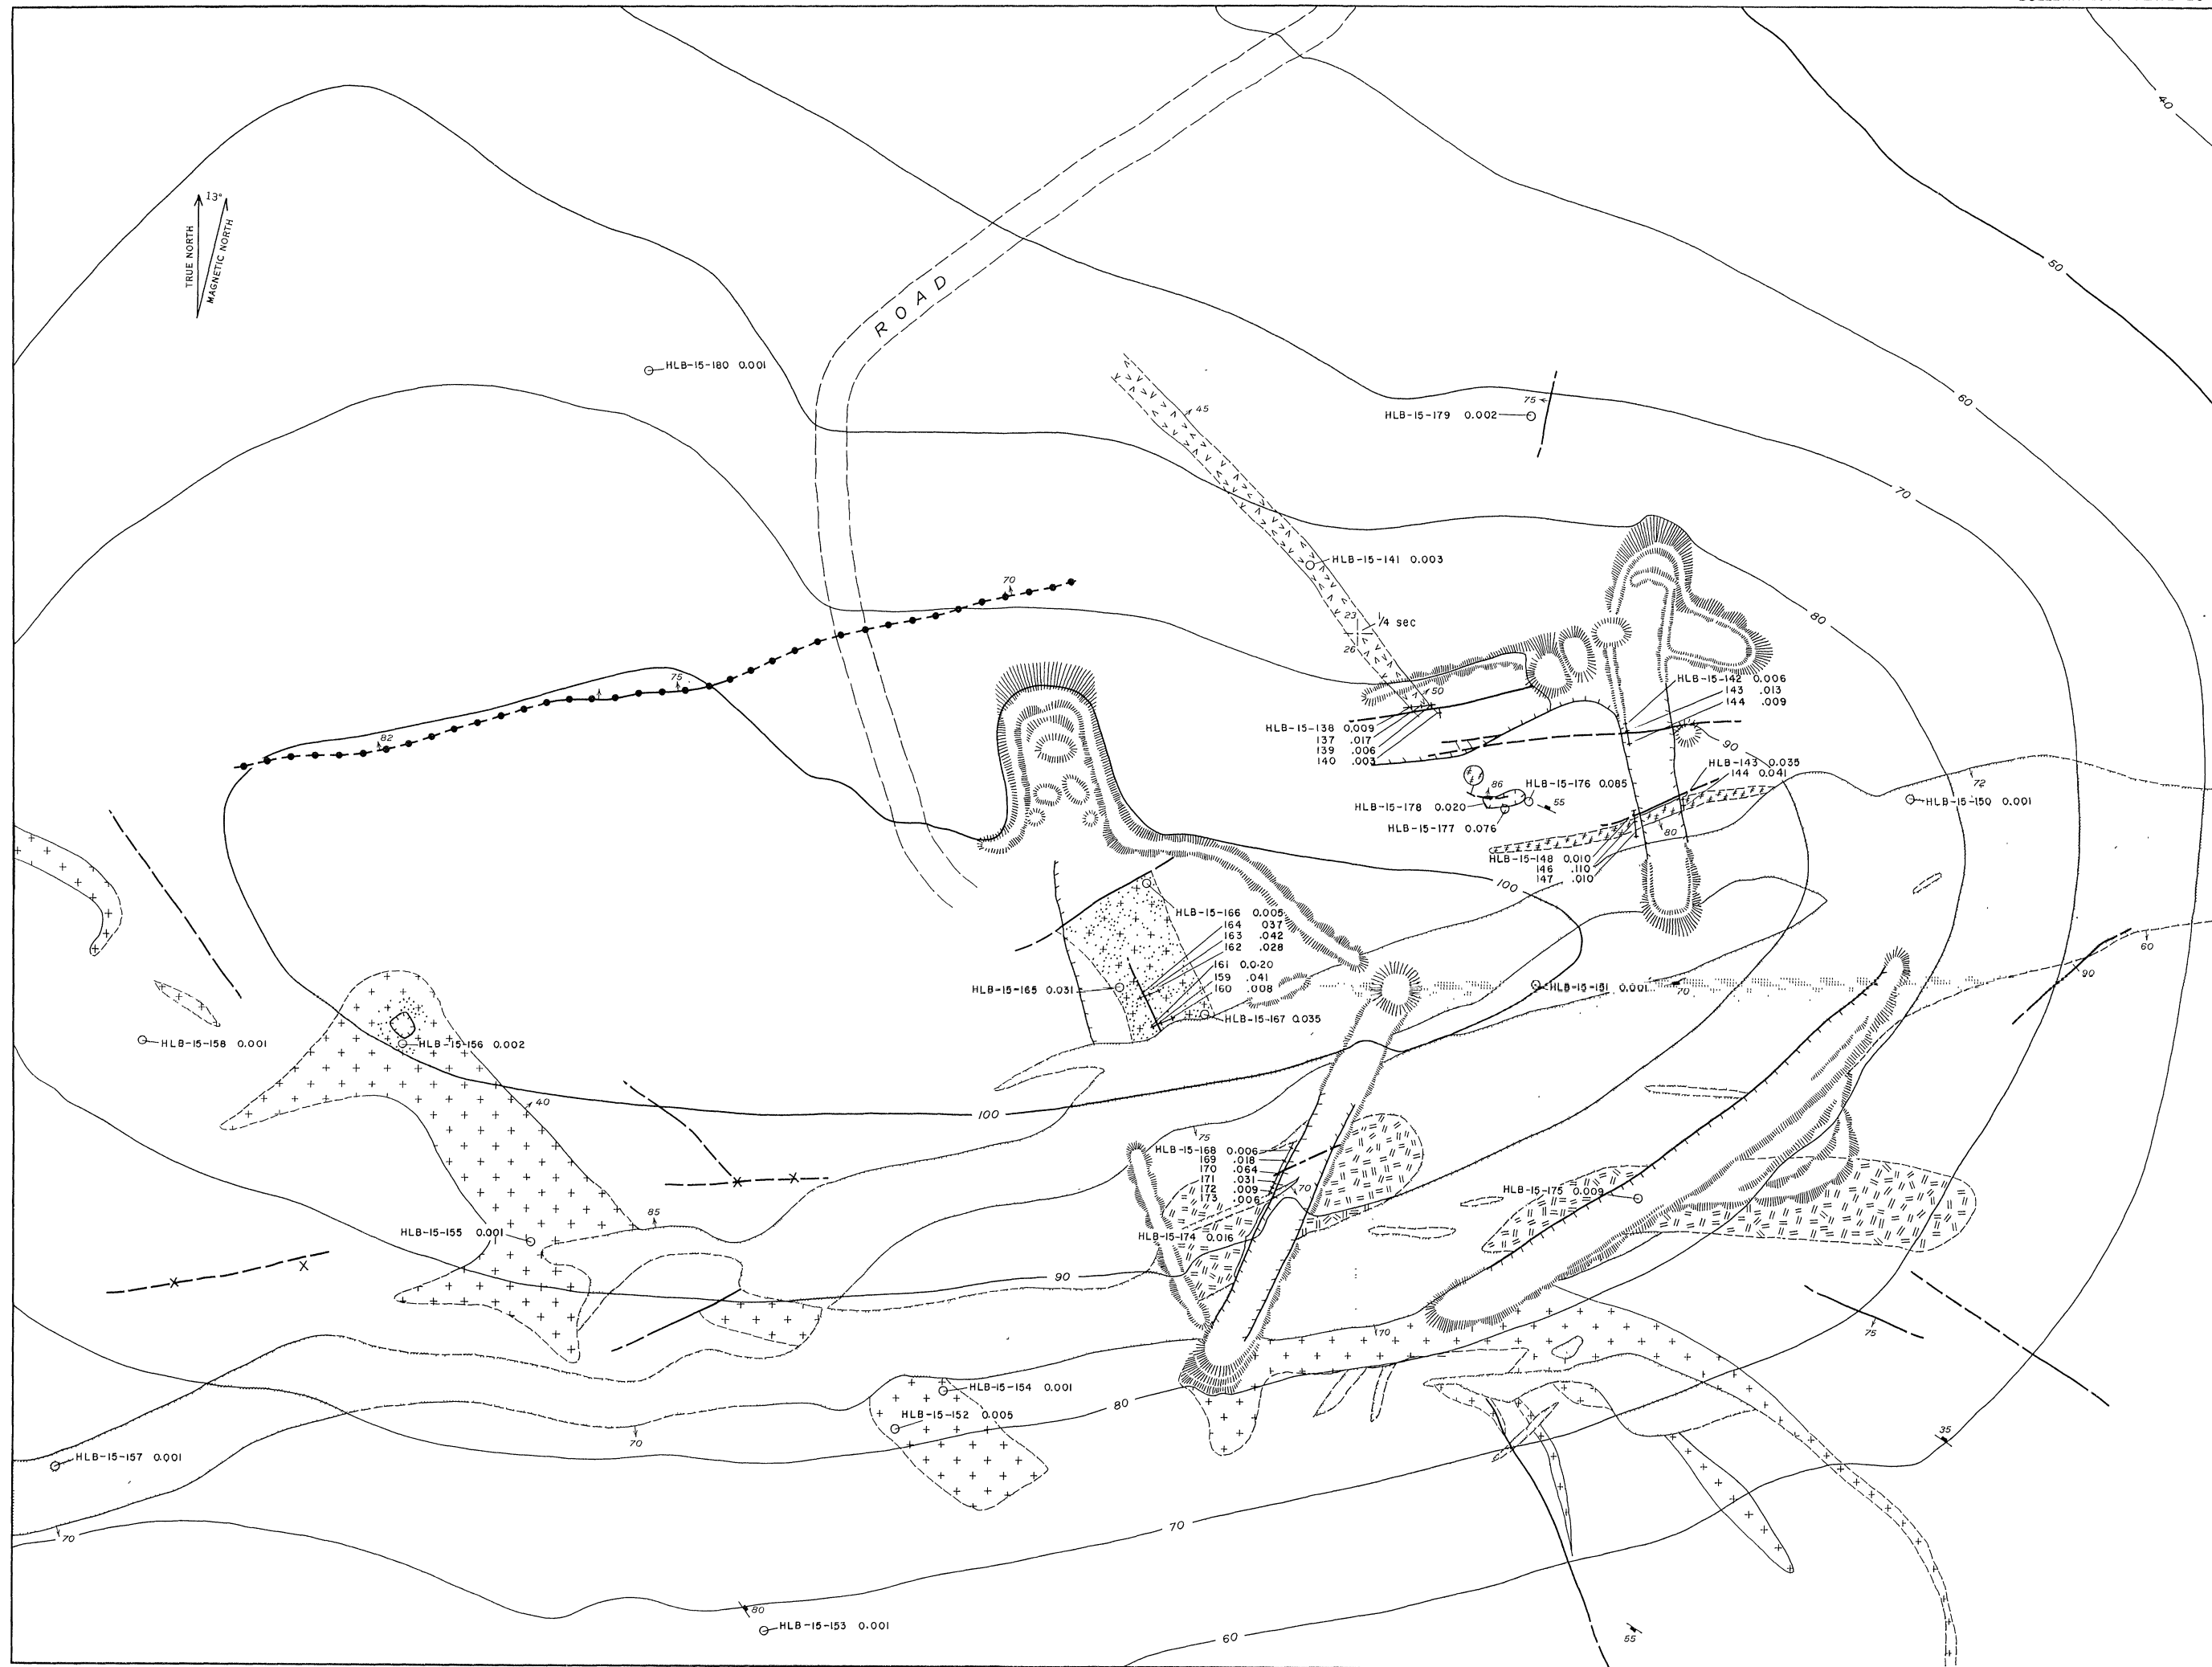 40
13°
TRUE NORTH
MAGNETIC NORTH
50
ROAD
HLB-15-180 0.001
60
75
HLB-15-179 0.002
45
70
HLB-15-141 0.003
70
23
1/4 sec
26
80
75
HLB-15-142 0.006
143 .013
144 .009
50
HLB-15-138 0.009
137 .017
139 .006
140 .003
82
90
HLB-143 0.035
144 0.041
72
86
HLB-15-176 0.085
HLB-15-178 0.020
55
HLB-15-177 0.076
HLB-15-150 0.001
80
HLB-15-148 0.010
146 .110
147 .010
100
HLB-15-166 0.005
164 037
163 .042
162 .028
161 0.020
159 .041
160 .008
60
90
HLB-15-165 0.031
HLB-15-151 0.001
70
HLB-15-167 0.035
HLB-15-158 0.001
HLB-15-156 0.002
40
100
75
HLB-15-168 0.006
169 .018
170 .064
171 .031
172 .009
173 .006
70
HLB-15-175 0.009
85
HLB-15-155 0.001
HLB-15-174 0.016
90
70
75
HLB-15-154 0.001
80
HLB-15-152 0.005
70
35
HLB-15-157 0.001
70
70
80
HLB-15-153 0.001
60
55